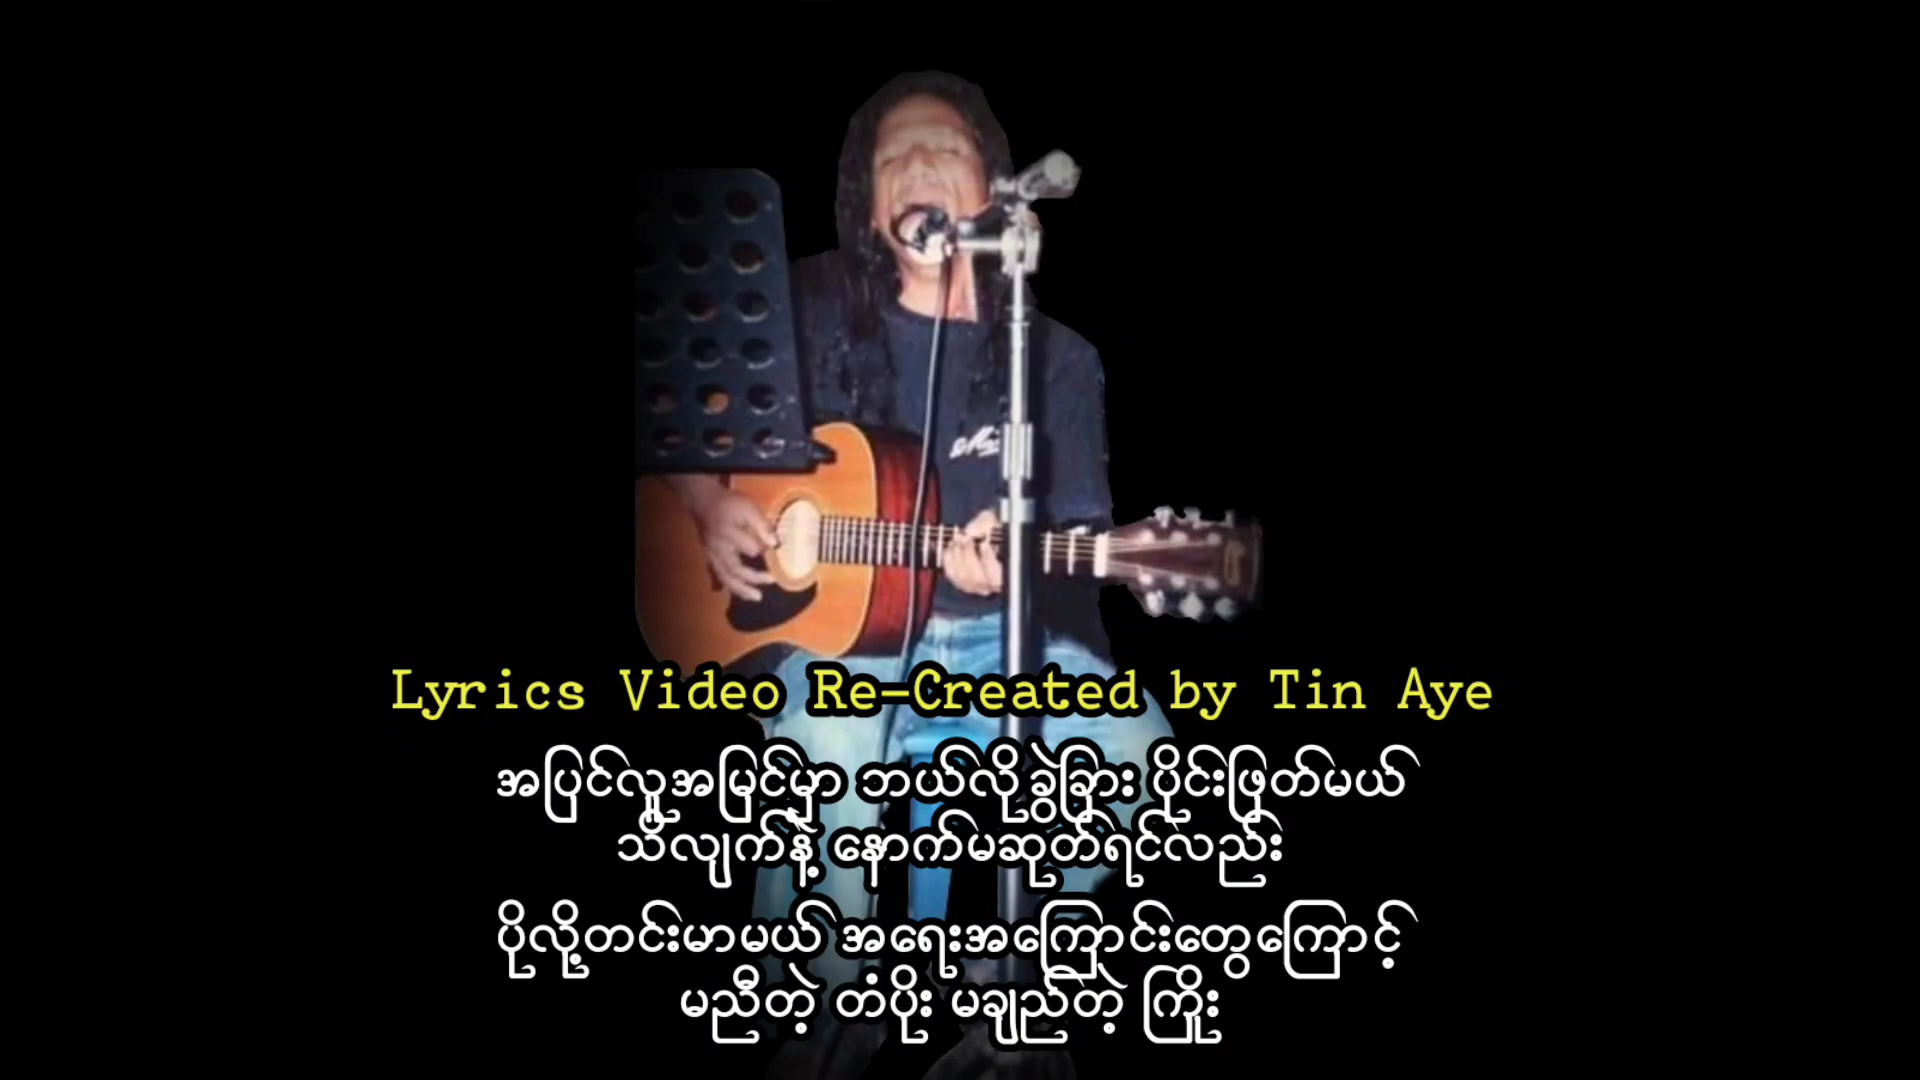 Lyrics Video Re-Created by Tin Aye
အပြင်လူအမြင်မှာ ဘယ်လိုခွဲခြား ပိုင်းဖြတ်မယ်
သိလျက်နဲ့ နောက်မဆုတ်ရင်လည်း
ပိုလို့တင်းမာမယ် အရေးအကြောင်းတွေကြောင့်
မညီတဲ့ တံပိုး မချည်တဲ့ ကြိုး